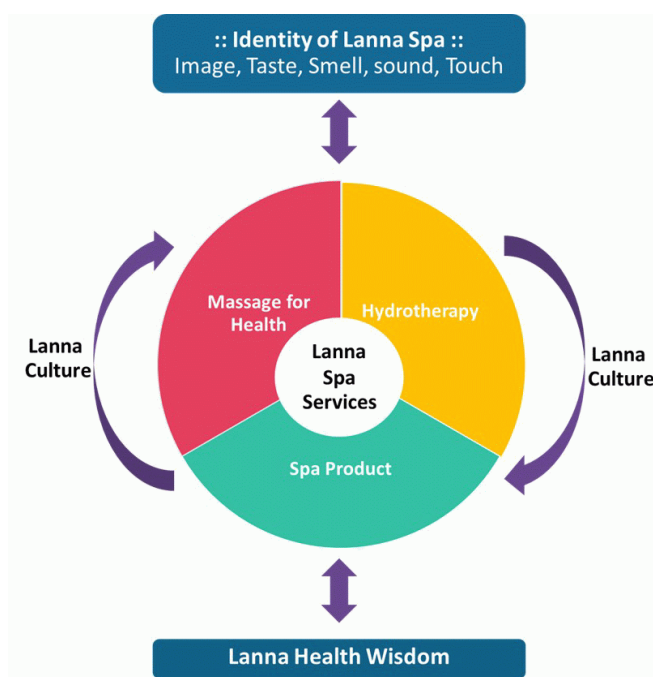 :: Identity of Lanna Spa ::
Image, Taste, Smell, sound, Touch
Massage for
Health
Hydrotherapy
Lanna
Culture
Lanna
Spa
Services
Lanna
Culture
Spa Product
Lanna Health Wisdom